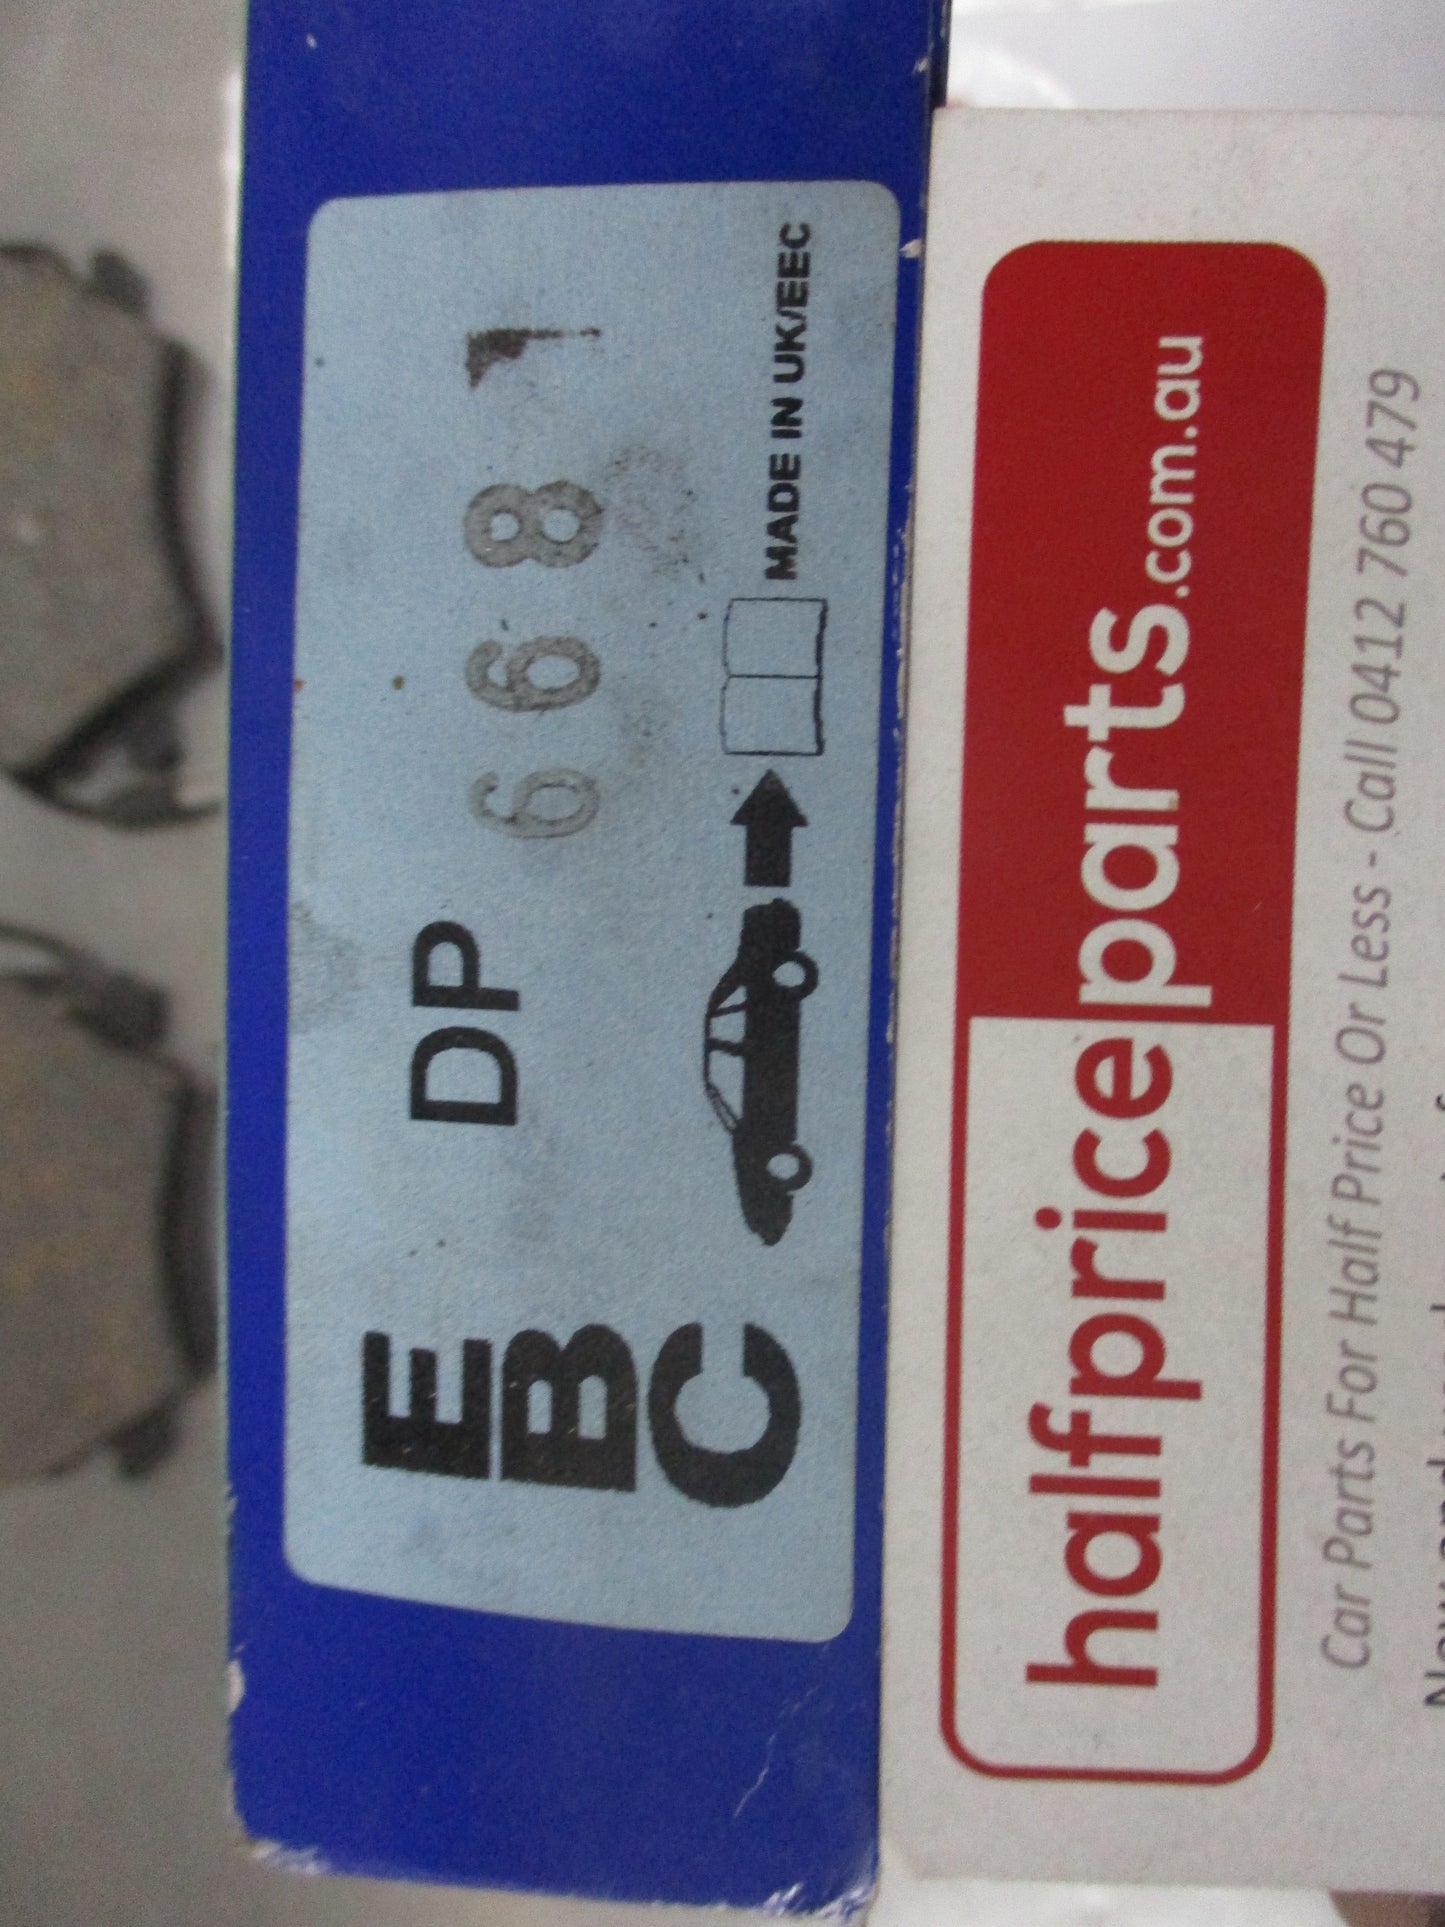 EBC
DP 6681
MADE IN UK/EEC
halfpriceparts.com.au
Car Parts For Half Price Or Less - Call 0412 760 479